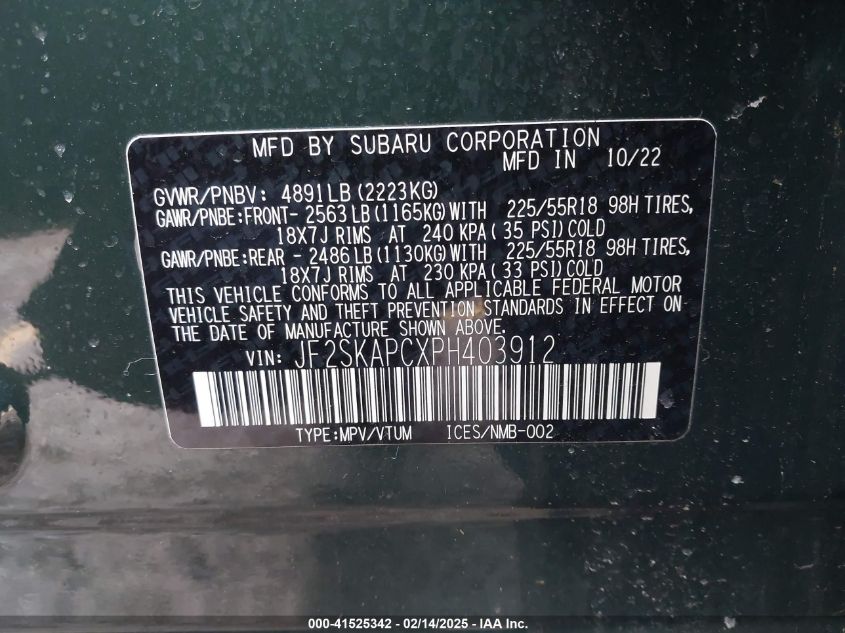 MFD BY SUBARU CORPORATION
MFD IN 10/22
GVWR/PNBV: 4891LB (2223KG)
GAWR/PNBE:FRONT- 2563 LB (1165KG) WITH 225/55R18 98H TIRES,
18X7J RIMS AT 240 KPA ( 35 PSI) COLD
GAWR/PNBE:REAR - 2486 LB (1130KG) WITH 225/55R18 98H TIRES,
18X7J RIMS AT 230 KPA ( 33 PSI) COLD
THIS VEHICLE CONFORMS TO ALL APPLICABLE FEDERAL MOTOR
VEHICLE SAFETY AND THEFT PREVENTION STANDARDS IN EFFECT ON
THE DATE OF MANUFACTURE SHOWN ABOVE.
VIN: JF2SKAPCXPH403912
TYPE:MPV/VTUM ICES/NMB-002
000-41525342 - 02/14/2025 - IAA Inc.